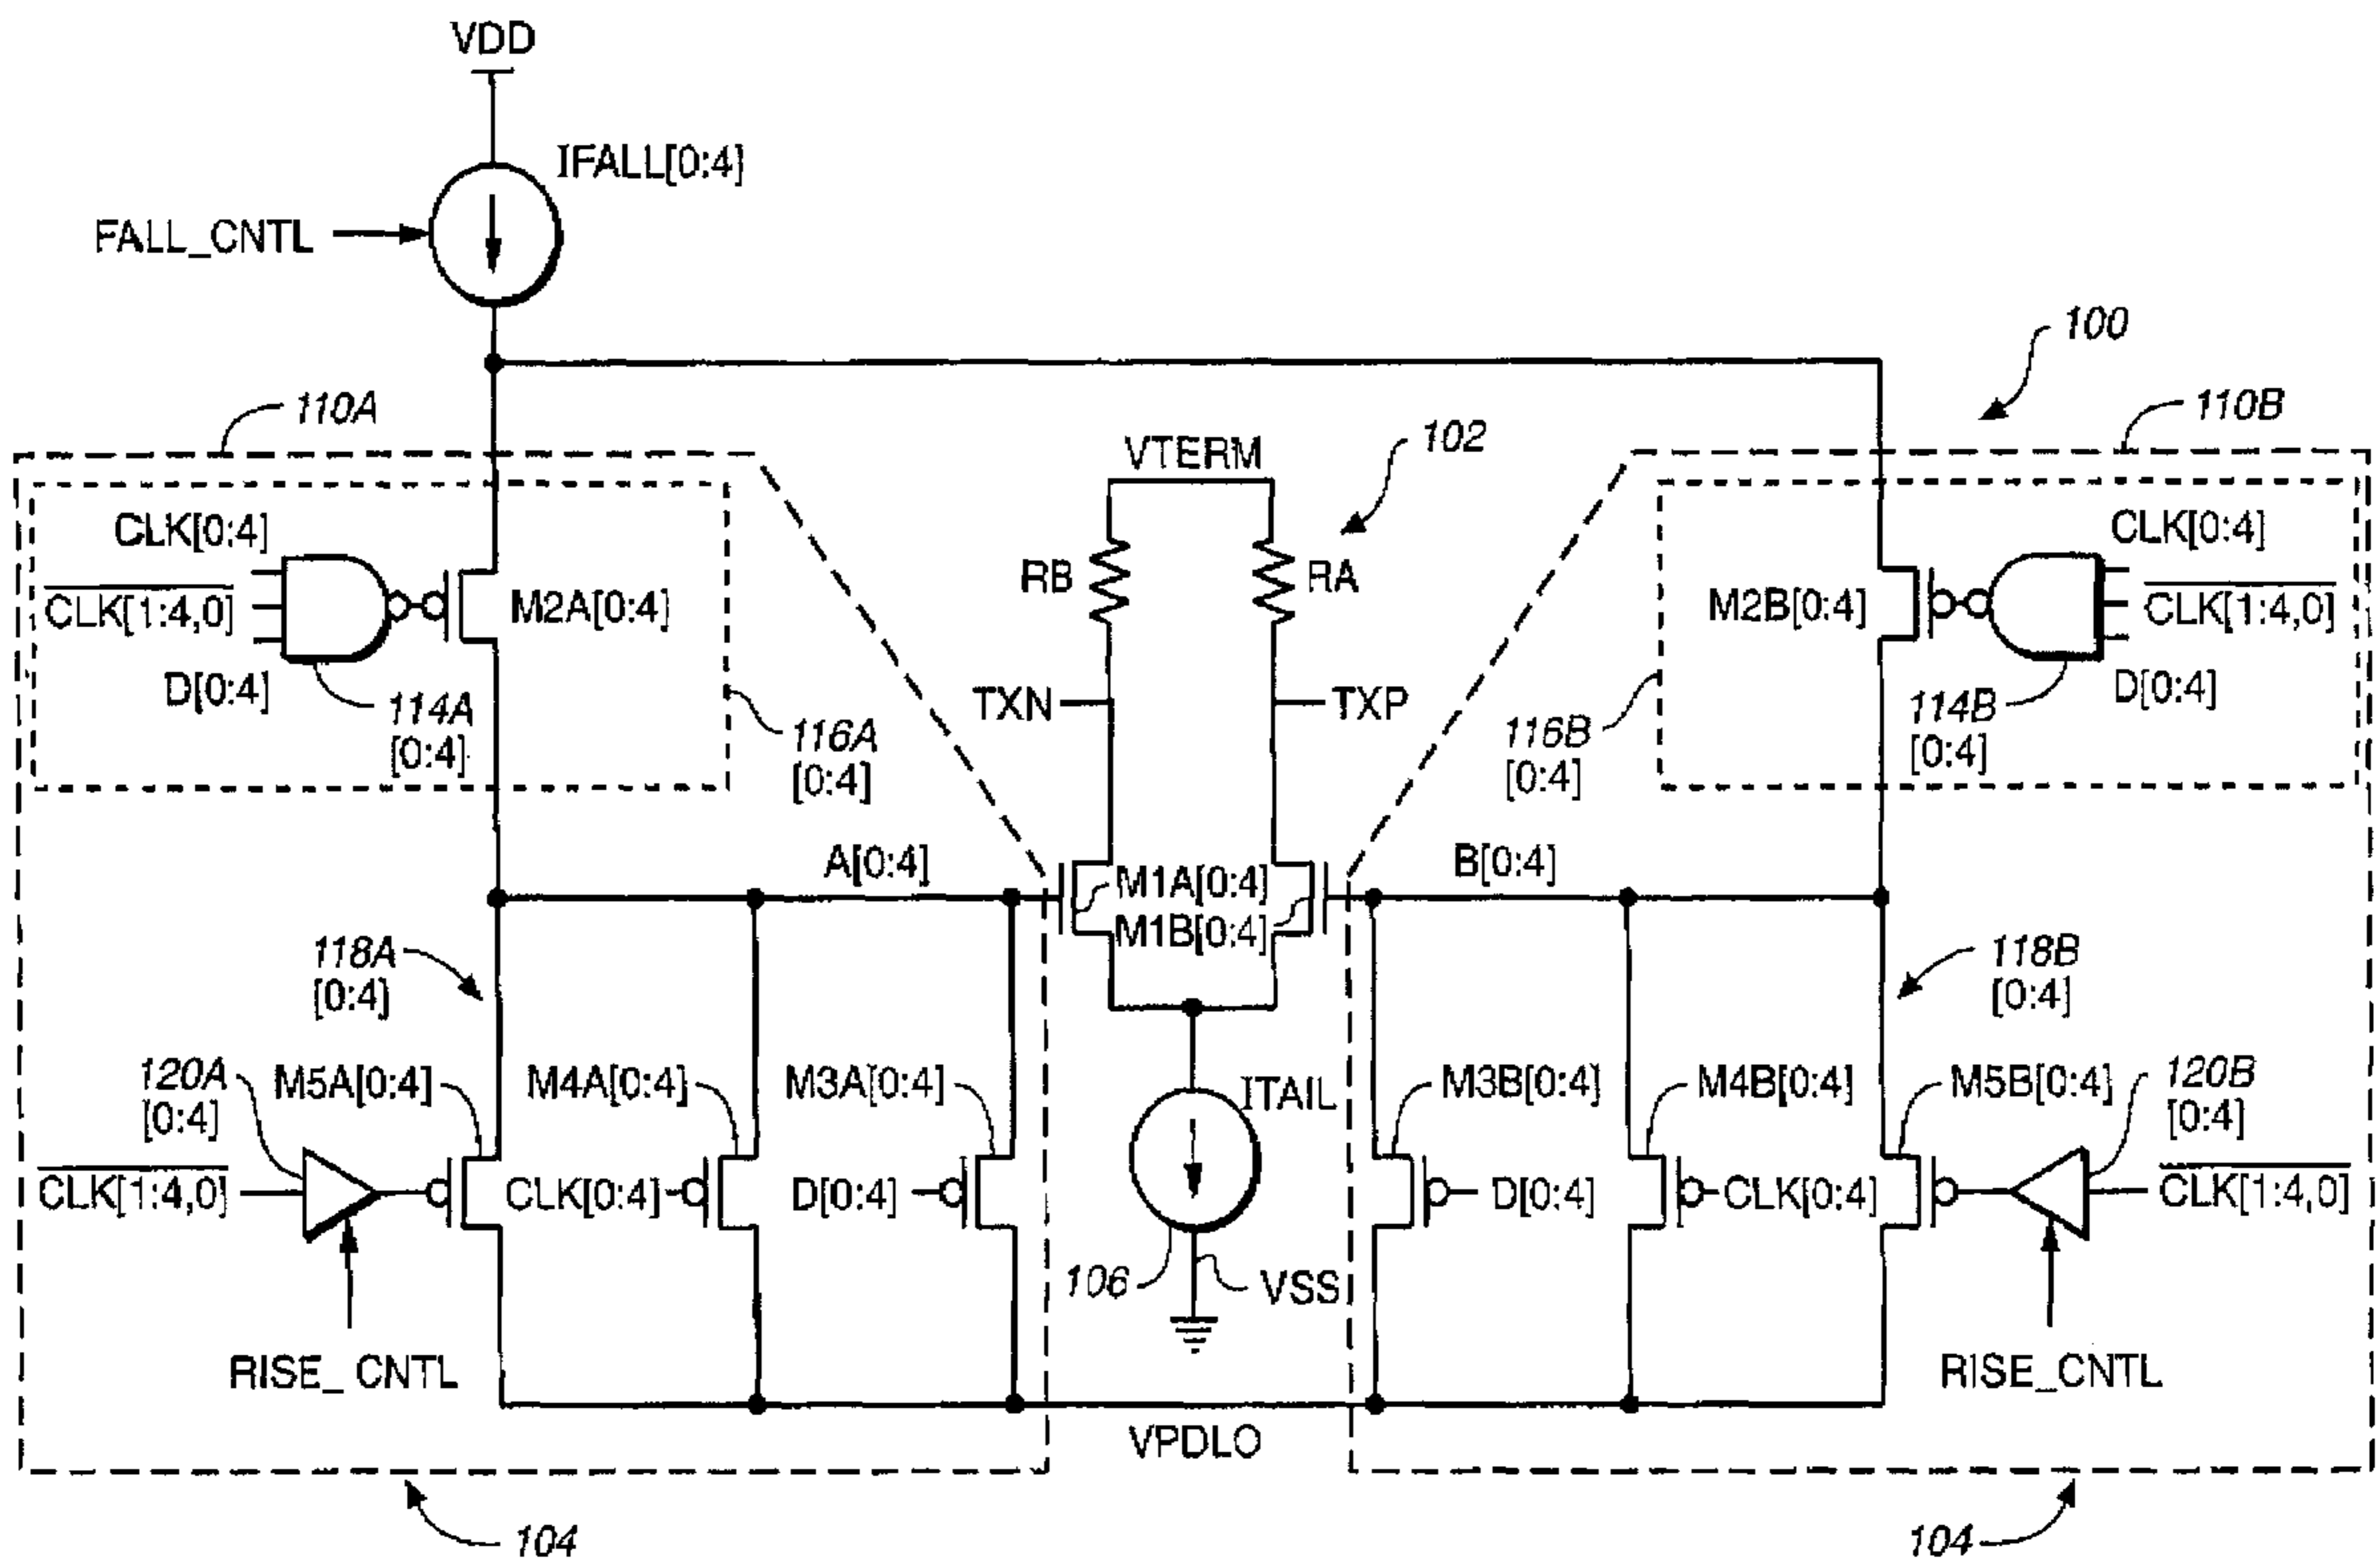 VDD
IFALL[0:4]
FALL_CNTL
100
110A
110B
102
VTERM
CLK[0:4]
CLK[1:4,0]
D[0:4]
M2A[0:4]
114A
[0:4]
116A
[0:4]
RB
RA
TXN
TXP
CLK[0:4]
CLK[1:4,0]
D[0:4]
M2B[0:4]
114B
[0:4]
116B
[0:4]
A[0:4]
B[0:4]
M1A[0:4]
M1B[0:4]
118A
[0:4]
118B
[0:4]
120A
[0:4]
M5A[0:4]
M4A[0:4]
M3A[0:4]
ITAIL
M3B[0:4]
M4B[0:4]
M5B[0:4]
120B
[0:4]
CLK[1:4,0]
CLK[0:4]
D[0:4]
D[0:4]
CLK[0:4]
CLK[1:4,0]
106
VSS
RISE_ CNTL
RISE_CNTL
VPDLO
104
104